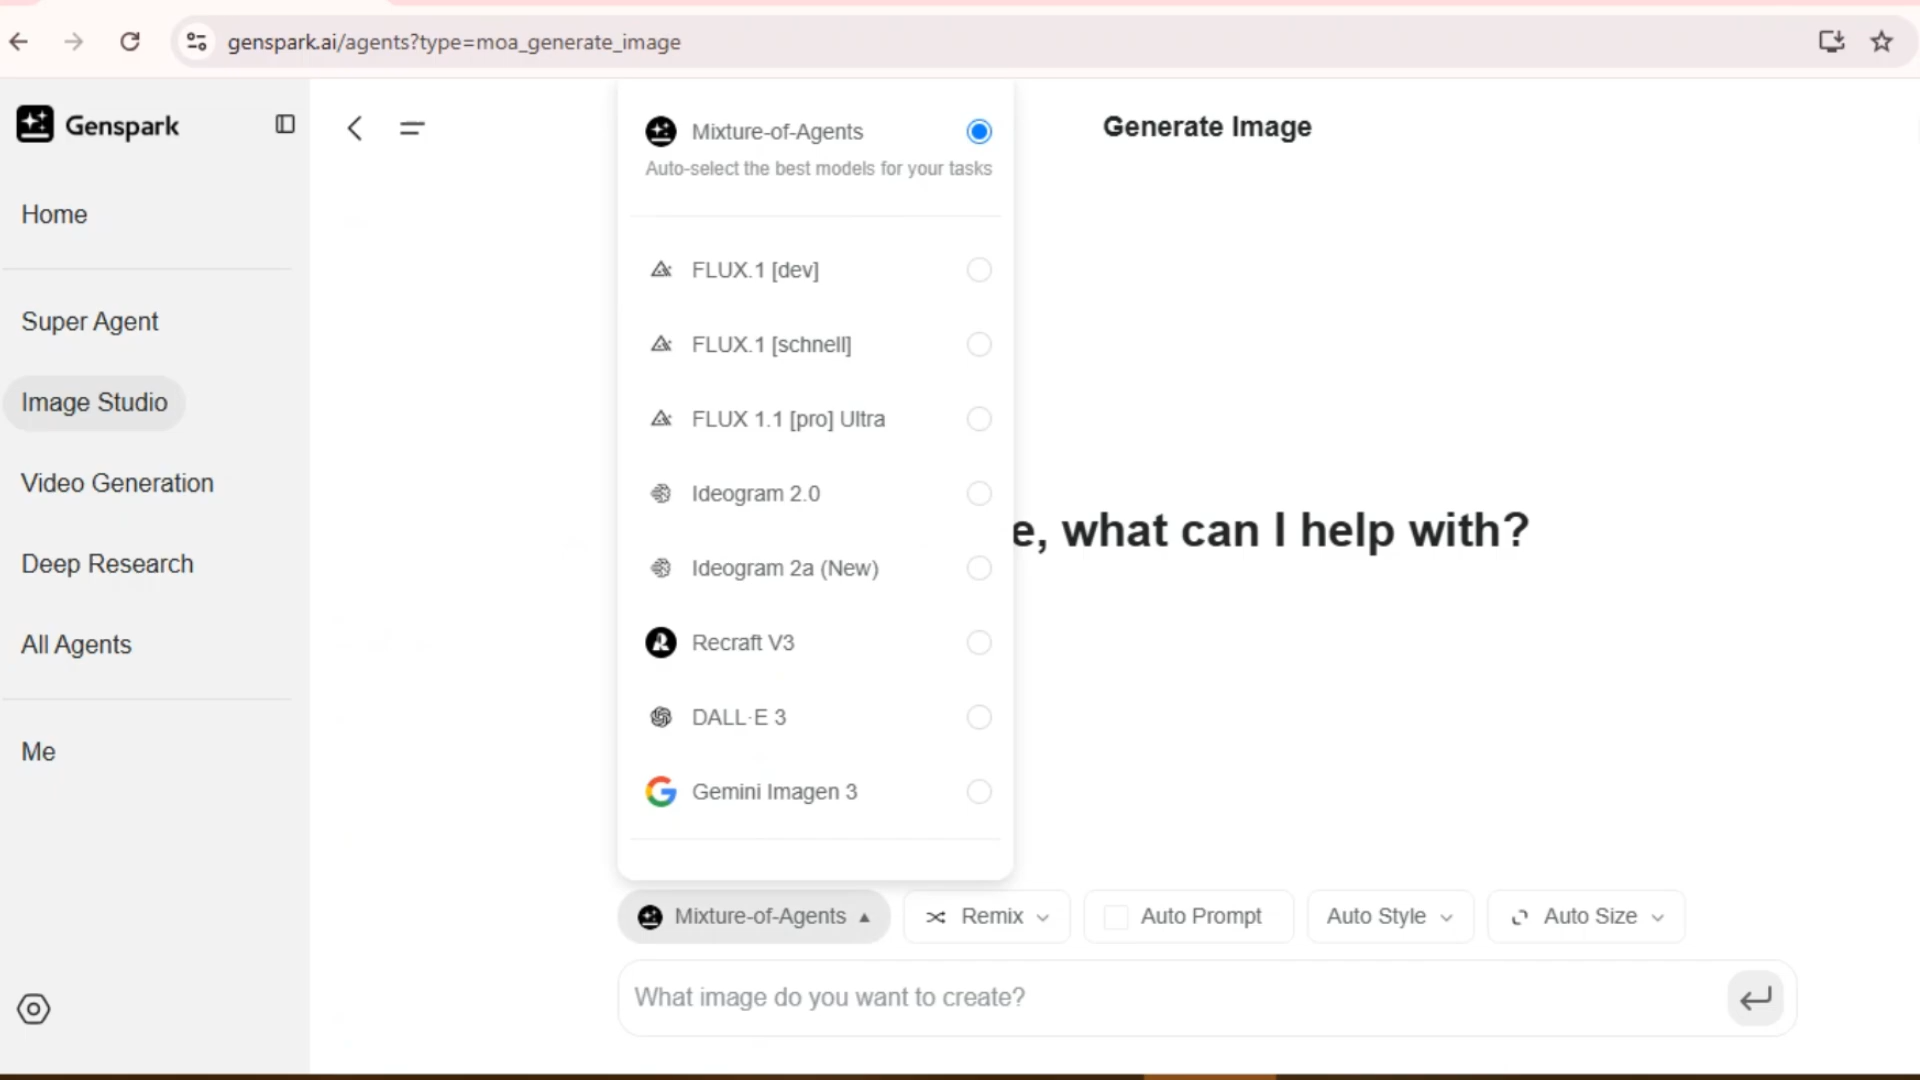 genspark.ai/agents?type=moa_generate_image
Genspark
Home
Super Agent
Image Studio
Video Generation
Deep Research
All Agents
Me
Generate Image
Mixture-of-Agents
Auto-select the best models for your tasks
FLUX.1 [dev]
FLUX.1 [schnell]
FLUX 1.1 [pro] Ultra
Ideogram 2.0
Ideogram 2a (New)
Recraft V3
DALL·E 3
Gemini Imagen 3
e, what can I help with?
Mixture-of-Agents
Remix
Auto Prompt
Auto Style
Auto Size
What image do you want to create?